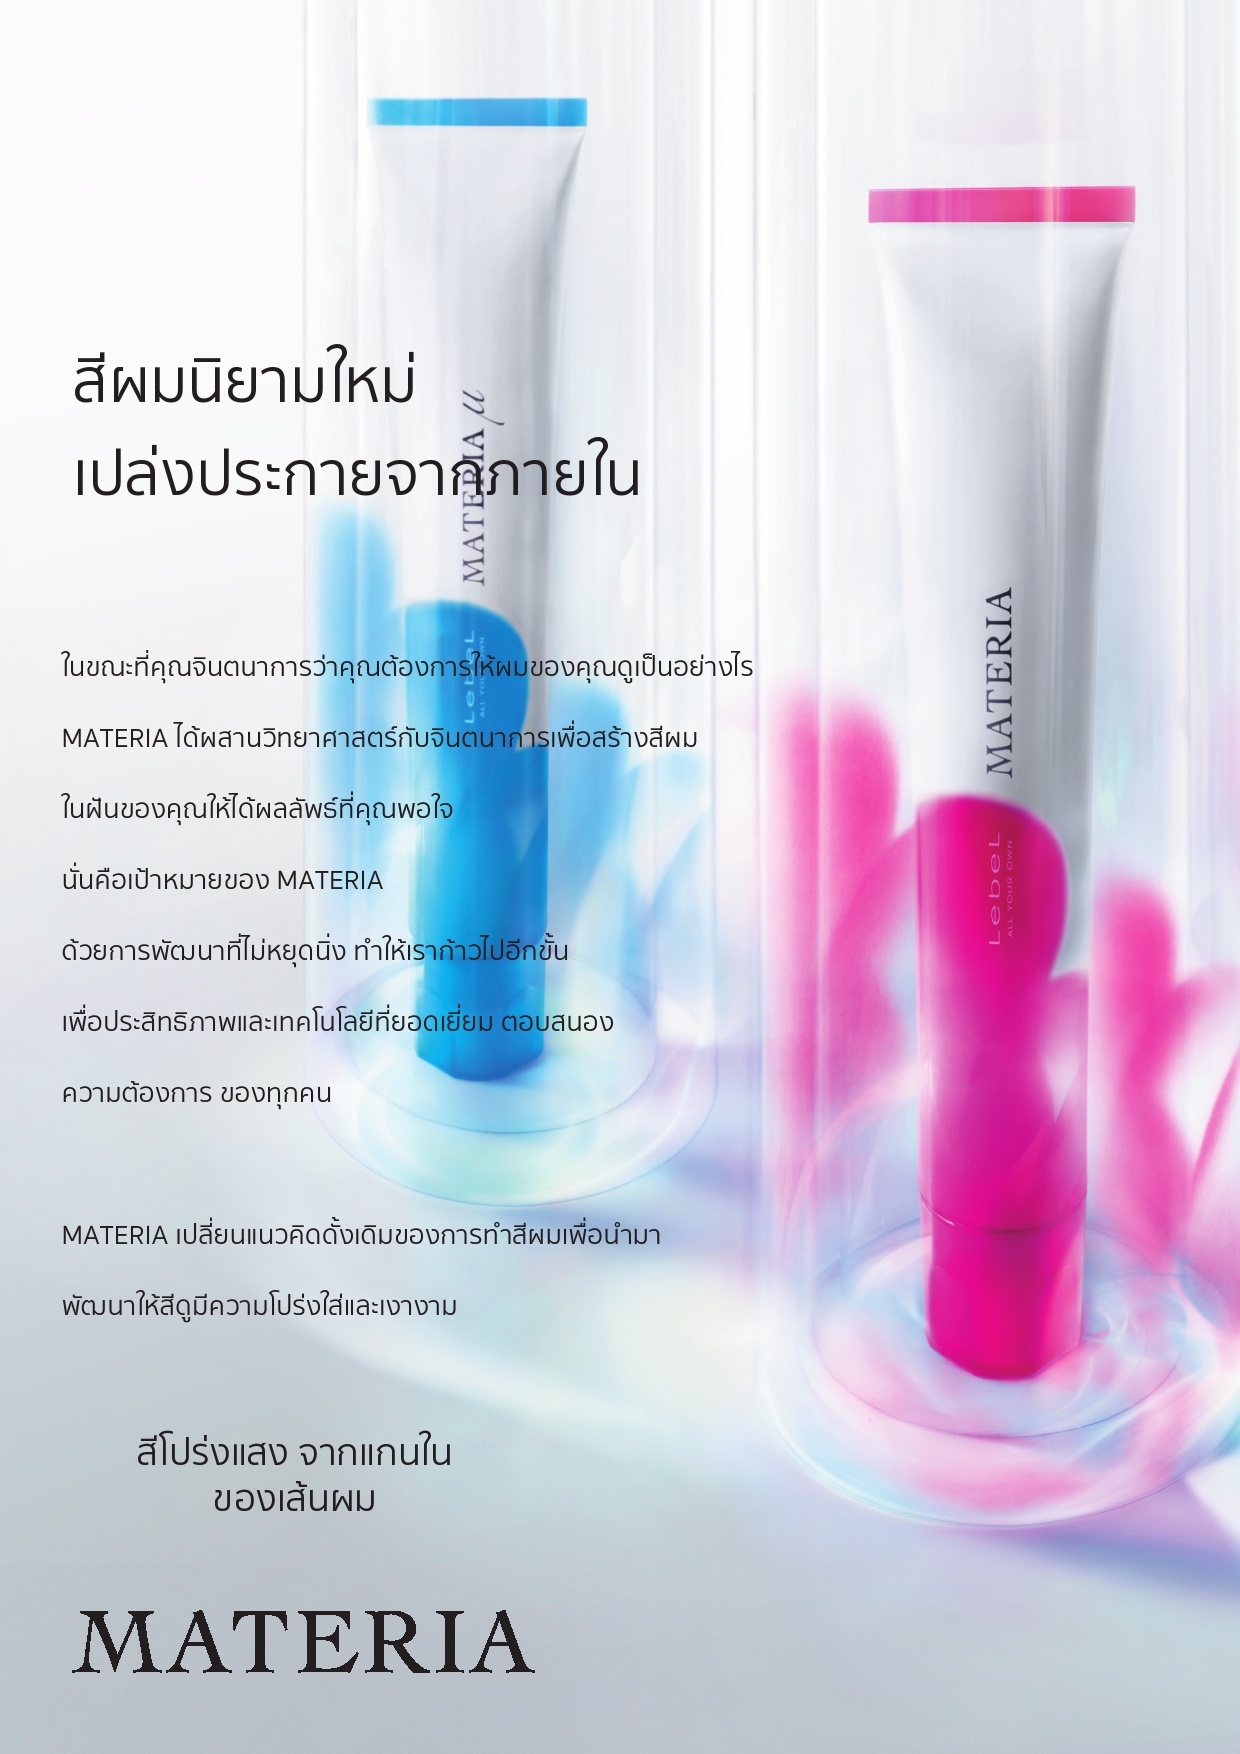 สีผมนิยามใหม่
เปล่งประกายจากภายใน
MATERIA µ
LebeL
ALL YOUR OWN
MATERIA
LebeL
ALL YOUR OWN
ในขณะที่คุณจินตนาการว่าคุณต้องการให้ผมของคุณดูเป็นอย่างไร
MATERIA ได้ผสานวิทยาศาสตร์กับจินตนาการเพื่อสร้างสีผม
ในฝันของคุณให้ได้ผลลัพธ์ที่คุณพอใจ
นั่นคือเป้าหมายของ MATERIA
ด้วยการพัฒนาที่ไม่หยุดนิ่ง ทำให้เราก้าวไปอีกขั้น
เพื่อประสิทธิภาพและเทคโนโลยีที่ยอดเยี่ยม ตอบสนอง
ความต้องการ ของทุกคน
MATERIA เปลี่ยนแนวคิดดั้งเดิมของการทำสีผมเพื่อนำมา
พัฒนาให้สีดูมีความโปร่งใส่และเงางาม
สีโปร่งแสง จากแกนใน
ของเส้นผม
MATERIA